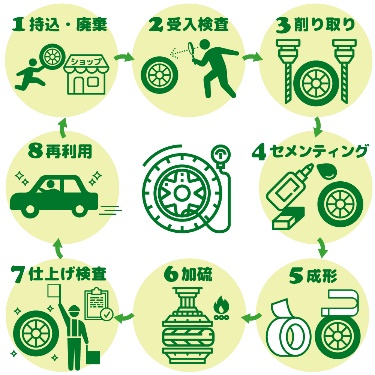 1 持込・廃棄
ショップ
2 受入検査
3 削り取り
4 セメンティング
5 成形
6 加硫
7 仕上げ検査
8 再利用